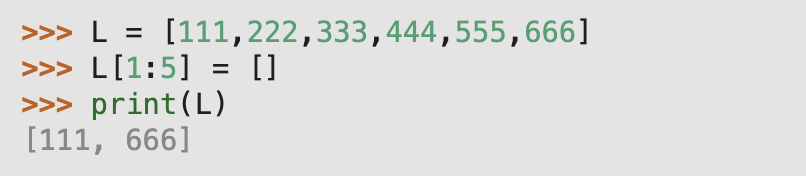 >>> L = [111,222,333,444,555,666]
>>> L[1:5] = []
>>> print(L)
[111, 666]